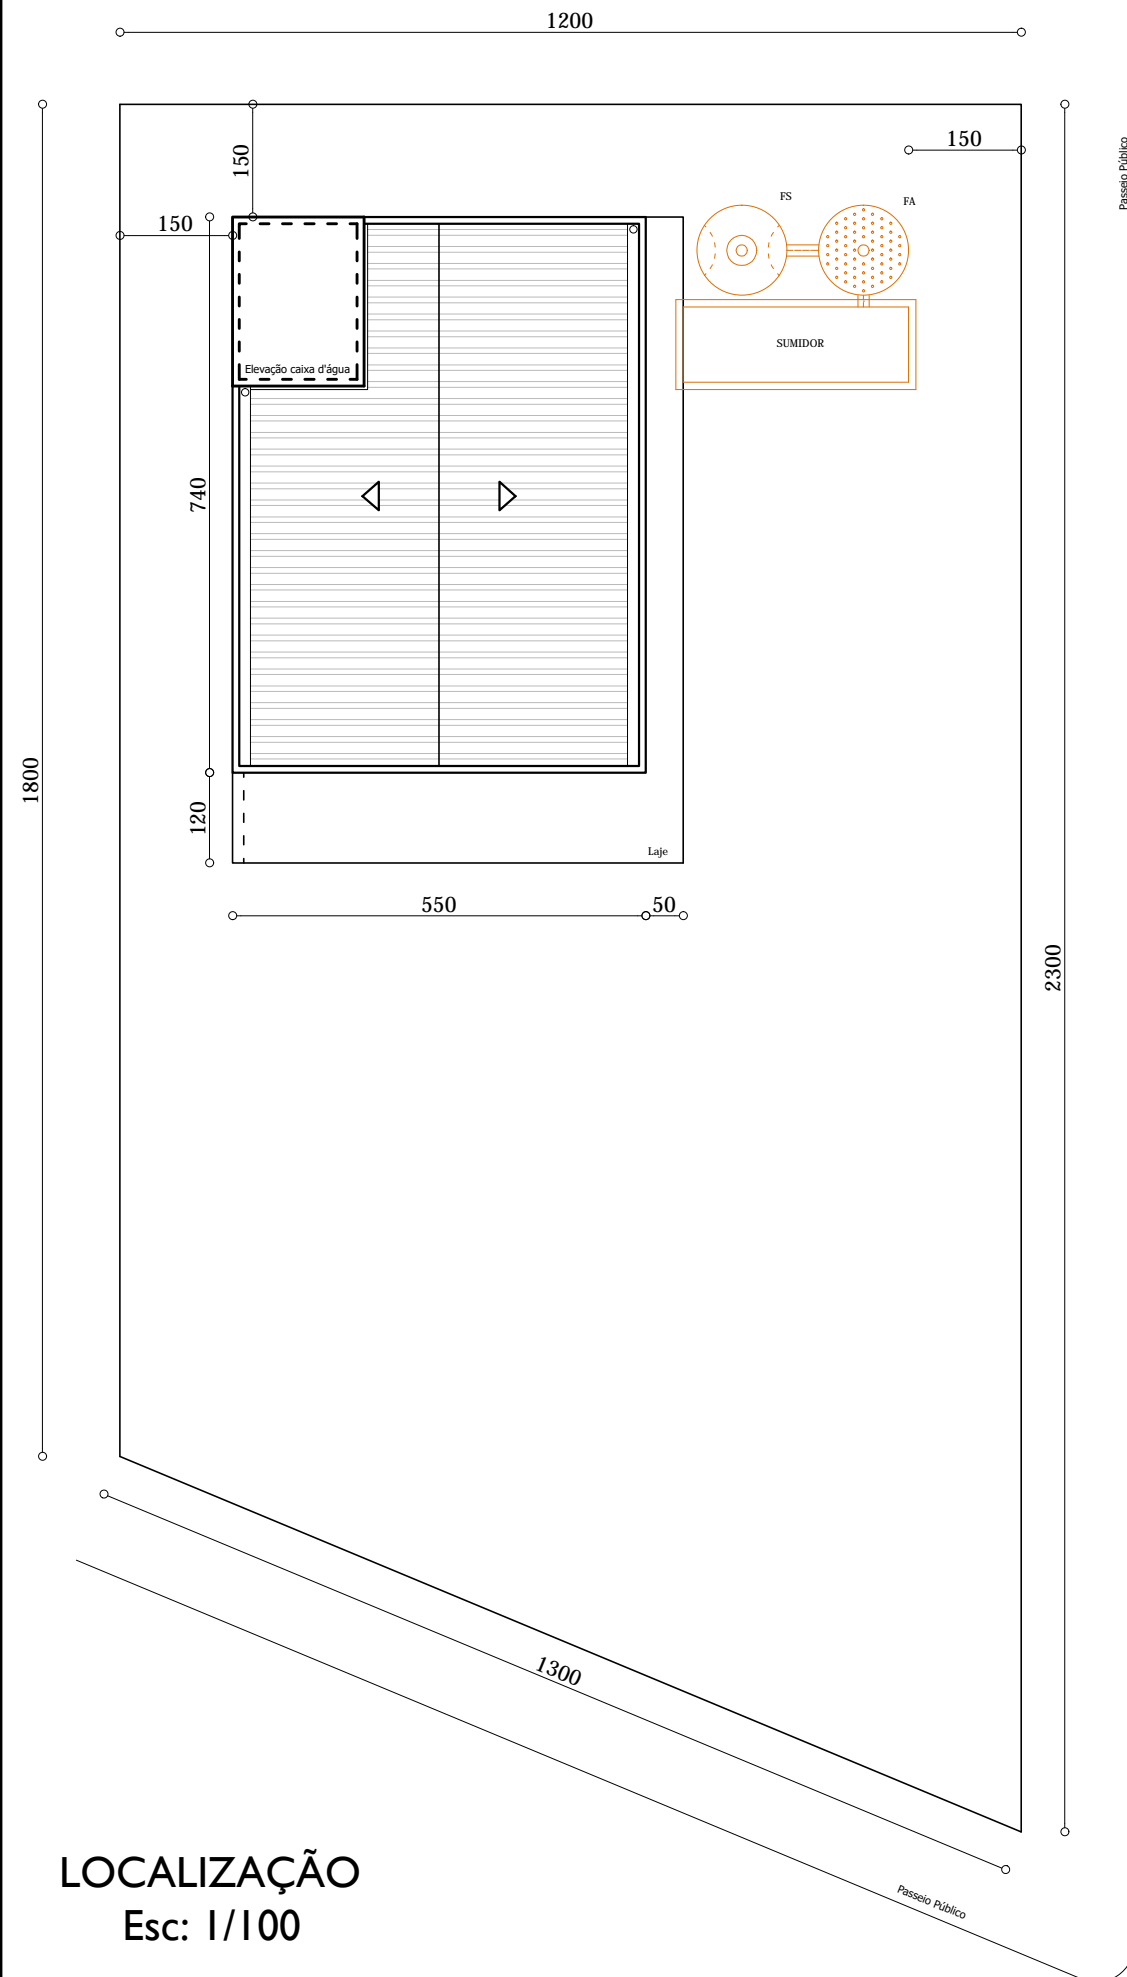 1200
Passeio Público
150
150
150
FS
FA
SUMIDOR
Elevação caixa d'água
740
1800
120
Laje
550
50
2300
1300
LOCALIZAÇÃO
Esc: 1/100
Passeio Público